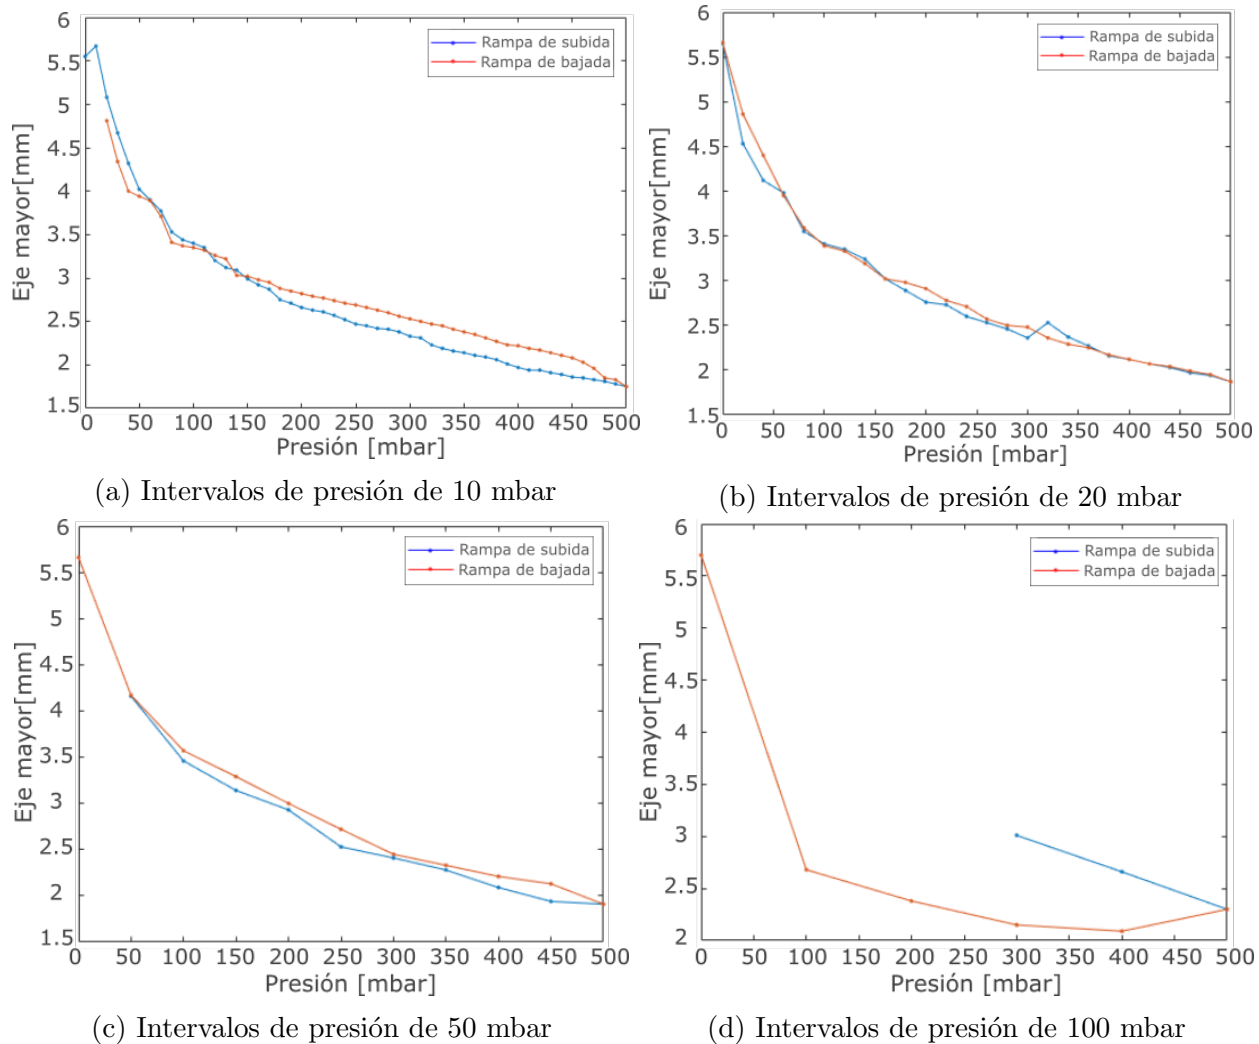 6
5.5
5
4.5
4
3.5
3
2.5
2
1.5
Eje mayor[mm]
Rampa de subida
Rampa de bajada
0 50 100 150 200 250 300 350 400 450 500
Presión [mbar]
(a) Intervalos de presión de 10 mbar
6
5.5
5
4.5
4
3.5
3
2.5
2
1.5
Eje mayor[mm]
Rampa de subida
Rampa de bajada
0 50 100 150 200 250 300 350 400 450 500
Presión [mbar]
(b) Intervalos de presión de 20 mbar
6
5.5
5
4.5
4
3.5
3
2.5
2
1.5
Eje mayor[mm]
Rampa de subida
Rampa de bajada
0 50 100 150 200 250 300 350 400 450 500
Presión [mbar]
(c) Intervalos de presión de 50 mbar
6
5.5
5
4.5
4
3.5
3
2.5
2
Eje mayor[mm]
Rampa de subida
Rampa de bajada
0 50 100 150 200 250 300 350 400 450 500
Presión [mbar]
(d) Intervalos de presión de 100 mbar